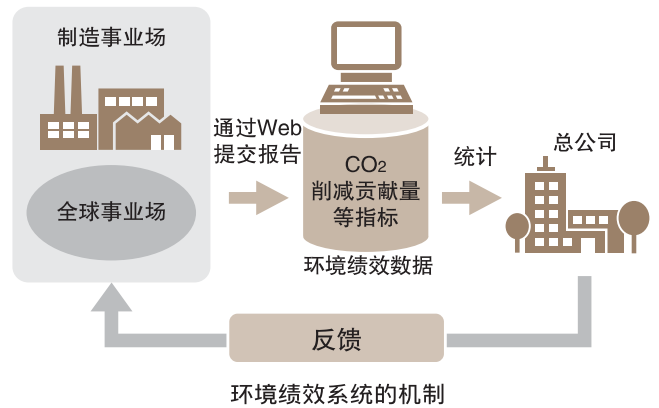 制造事业场
全球事业场
通过Web
提交报告
CO2
削减贡献量
等指标
环境绩效数据
统计
总公司
反馈
环境绩效系统的机制